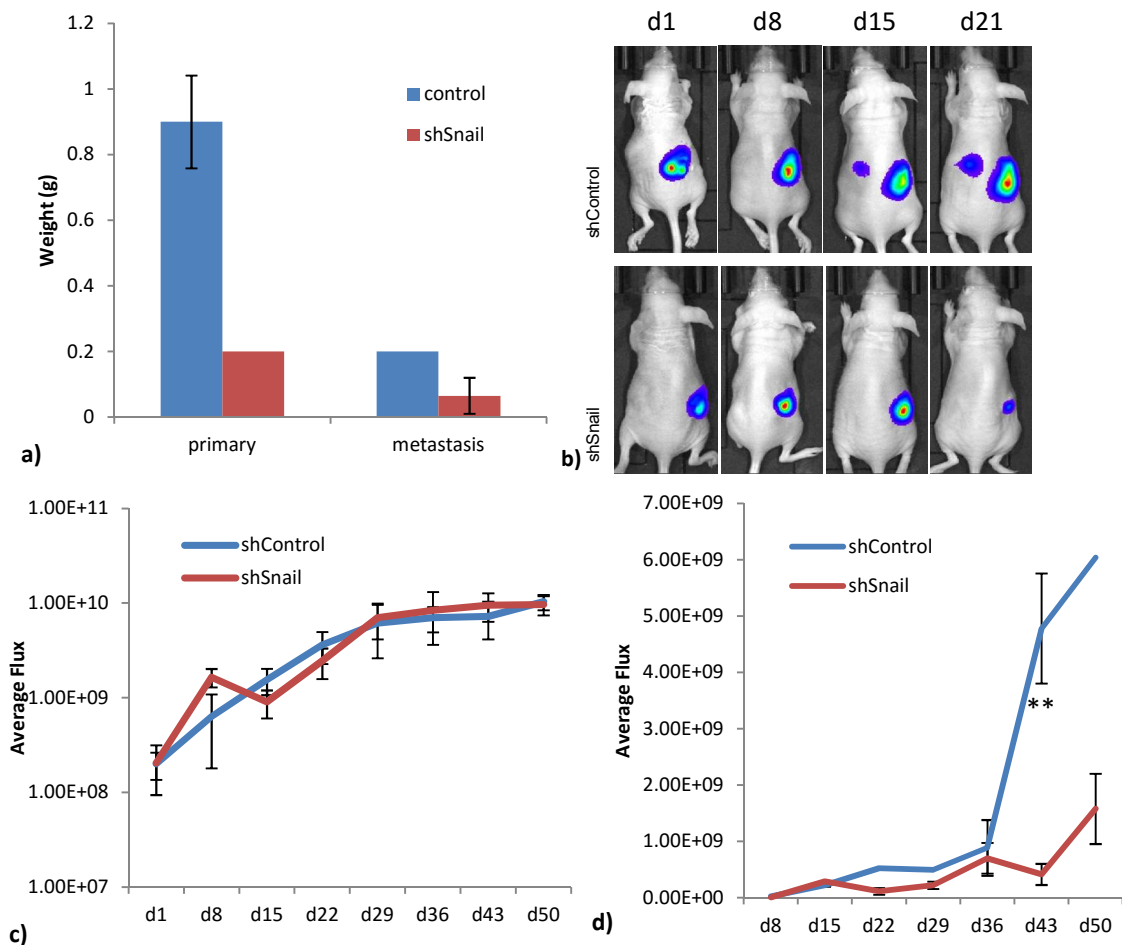 1.2
1
0.8
0.6
0.4
0.2
0
Weight (g)
control
shSnail
primary
metastasis
a)
d1 d8 d15 d21
shControl
shSnail
b)
1.00E+11
1.00E+10
1.00E+09
1.00E+08
1.00E+07
Average Flux
shControl
shSnail
d1 d8 d15 d22 d29 d36 d43 d50
c)
7.00E+09
6.00E+09
5.00E+09
4.00E+09
3.00E+09
2.00E+09
1.00E+09
0.00E+00
Average Flux
shControl
shSnail
**
d8 d15 d22 d29 d36 d43 d50
d)